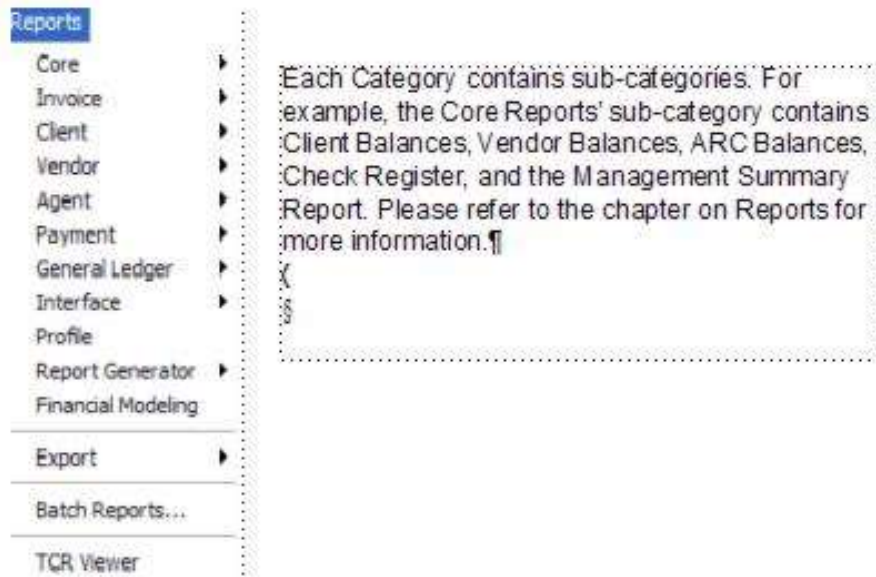 Reports
Core
Invoice
Client
Vendor
Agent
Payment
General Ledger
Interface
Profile
Report Generator
Financial Modeling
Export
Batch Reports...
TCR Viewer
Each Category contains sub-categories. For
example, the Core Reports' sub-category contains
Client Balances, Vendor Balances, ARC Balances,
Check Register, and the Management Summary
Report. Please refer to the chapter on Reports for
more information.¶
(
§